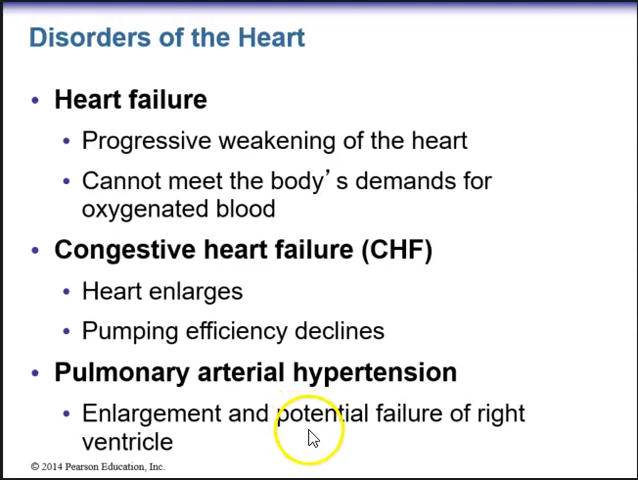 Disorders of the Heart
• Heart failure
• Progressive weakening of the heart
• Cannot meet the body’s demands for
oxygenated blood
• Congestive heart failure (CHF)
• Heart enlarges
• Pumping efficiency declines
• Pulmonary arterial hypertension
• Enlargement and potential failure of right
ventricle
© 2014 Pearson Education, Inc.